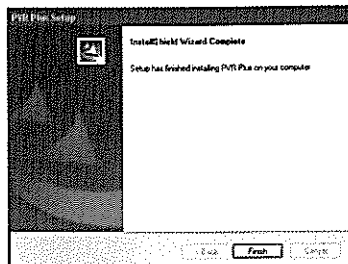 PVR Plus Setup
InstallShield Wizard Complete
Setup has finished installing PVR Plus on your computer.
< Back Finish Cancel